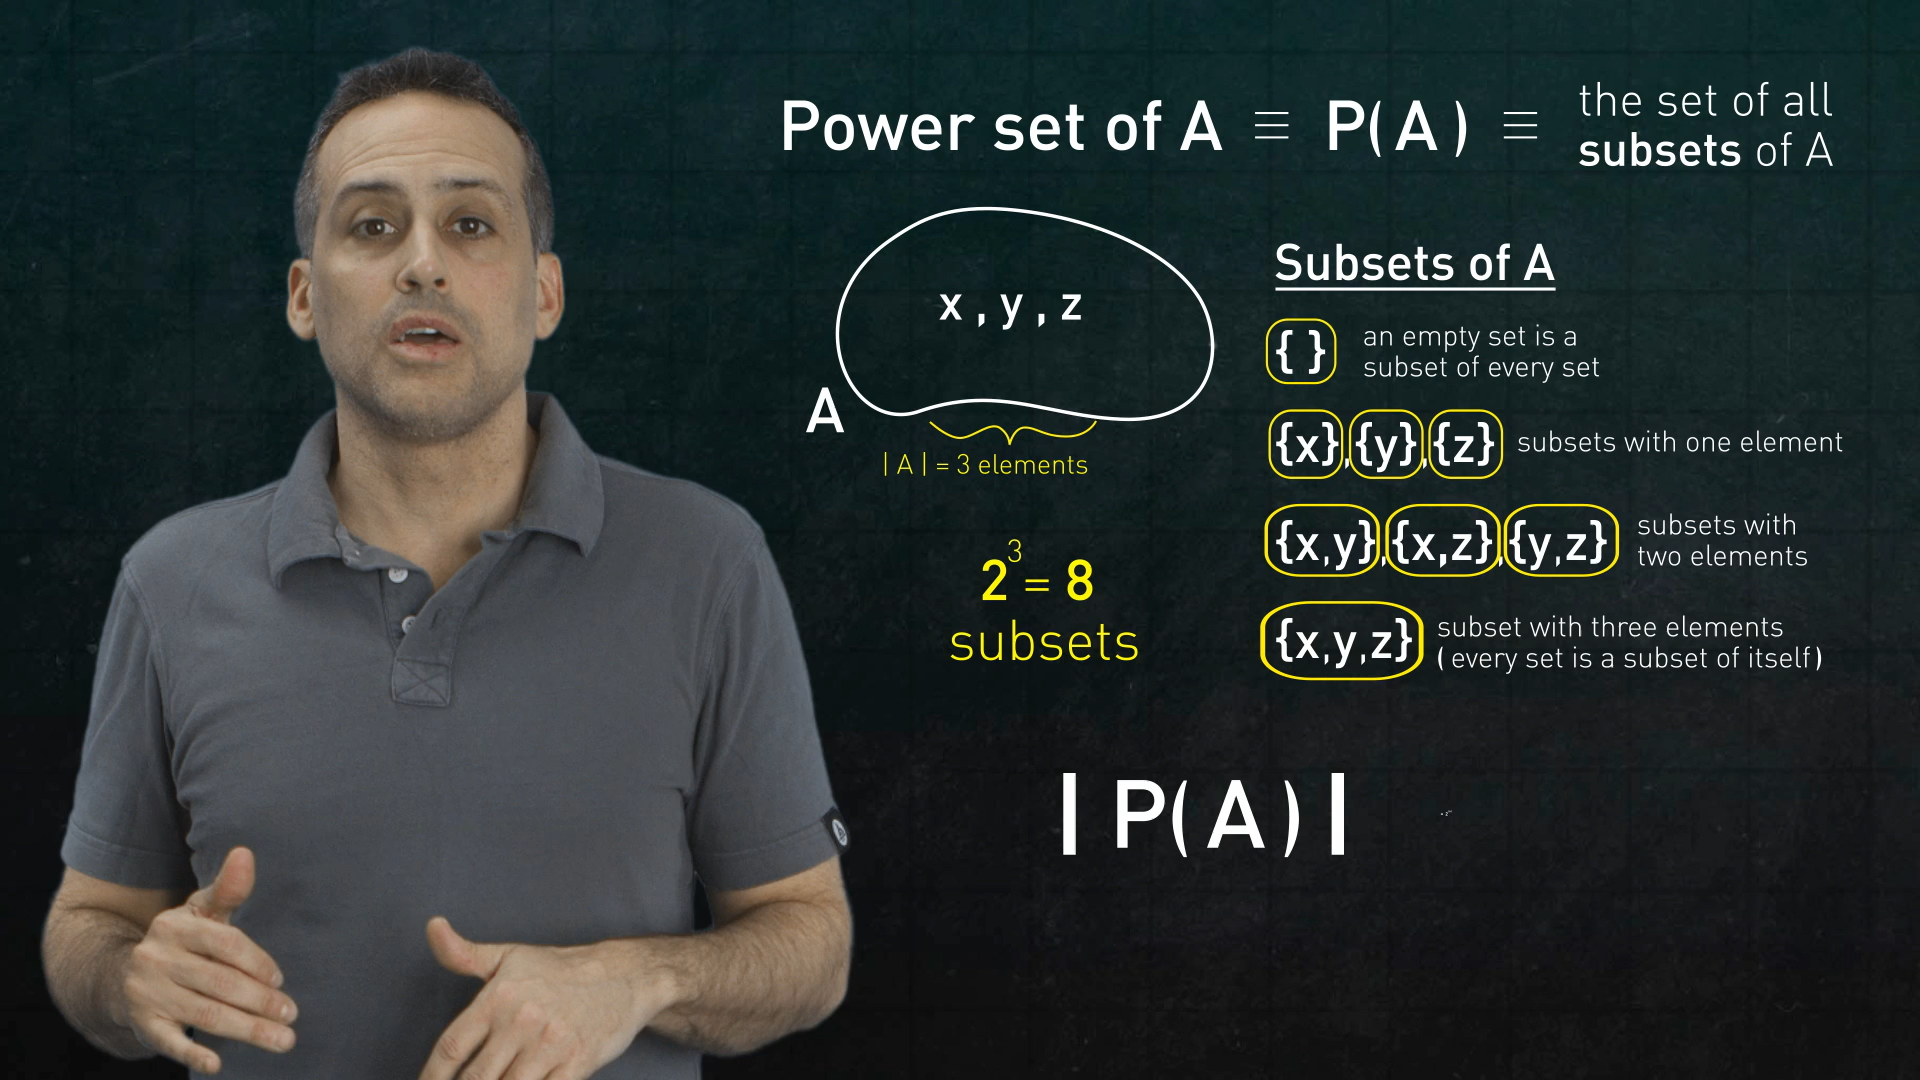 Power set of A ≡ P(A) ≡ the set of all
subsets of A
x, y, z
A
|A| = 3 elements
2³ = 8
subsets
Subsets of A
{ } an empty set is a
subset of every set
{x},{y},{z} subsets with one element
{x,y},{x,z},{y,z} subsets with
two elements
{x,y,z} subset with three elements
(every set is a subset of itself)
|P(A)|